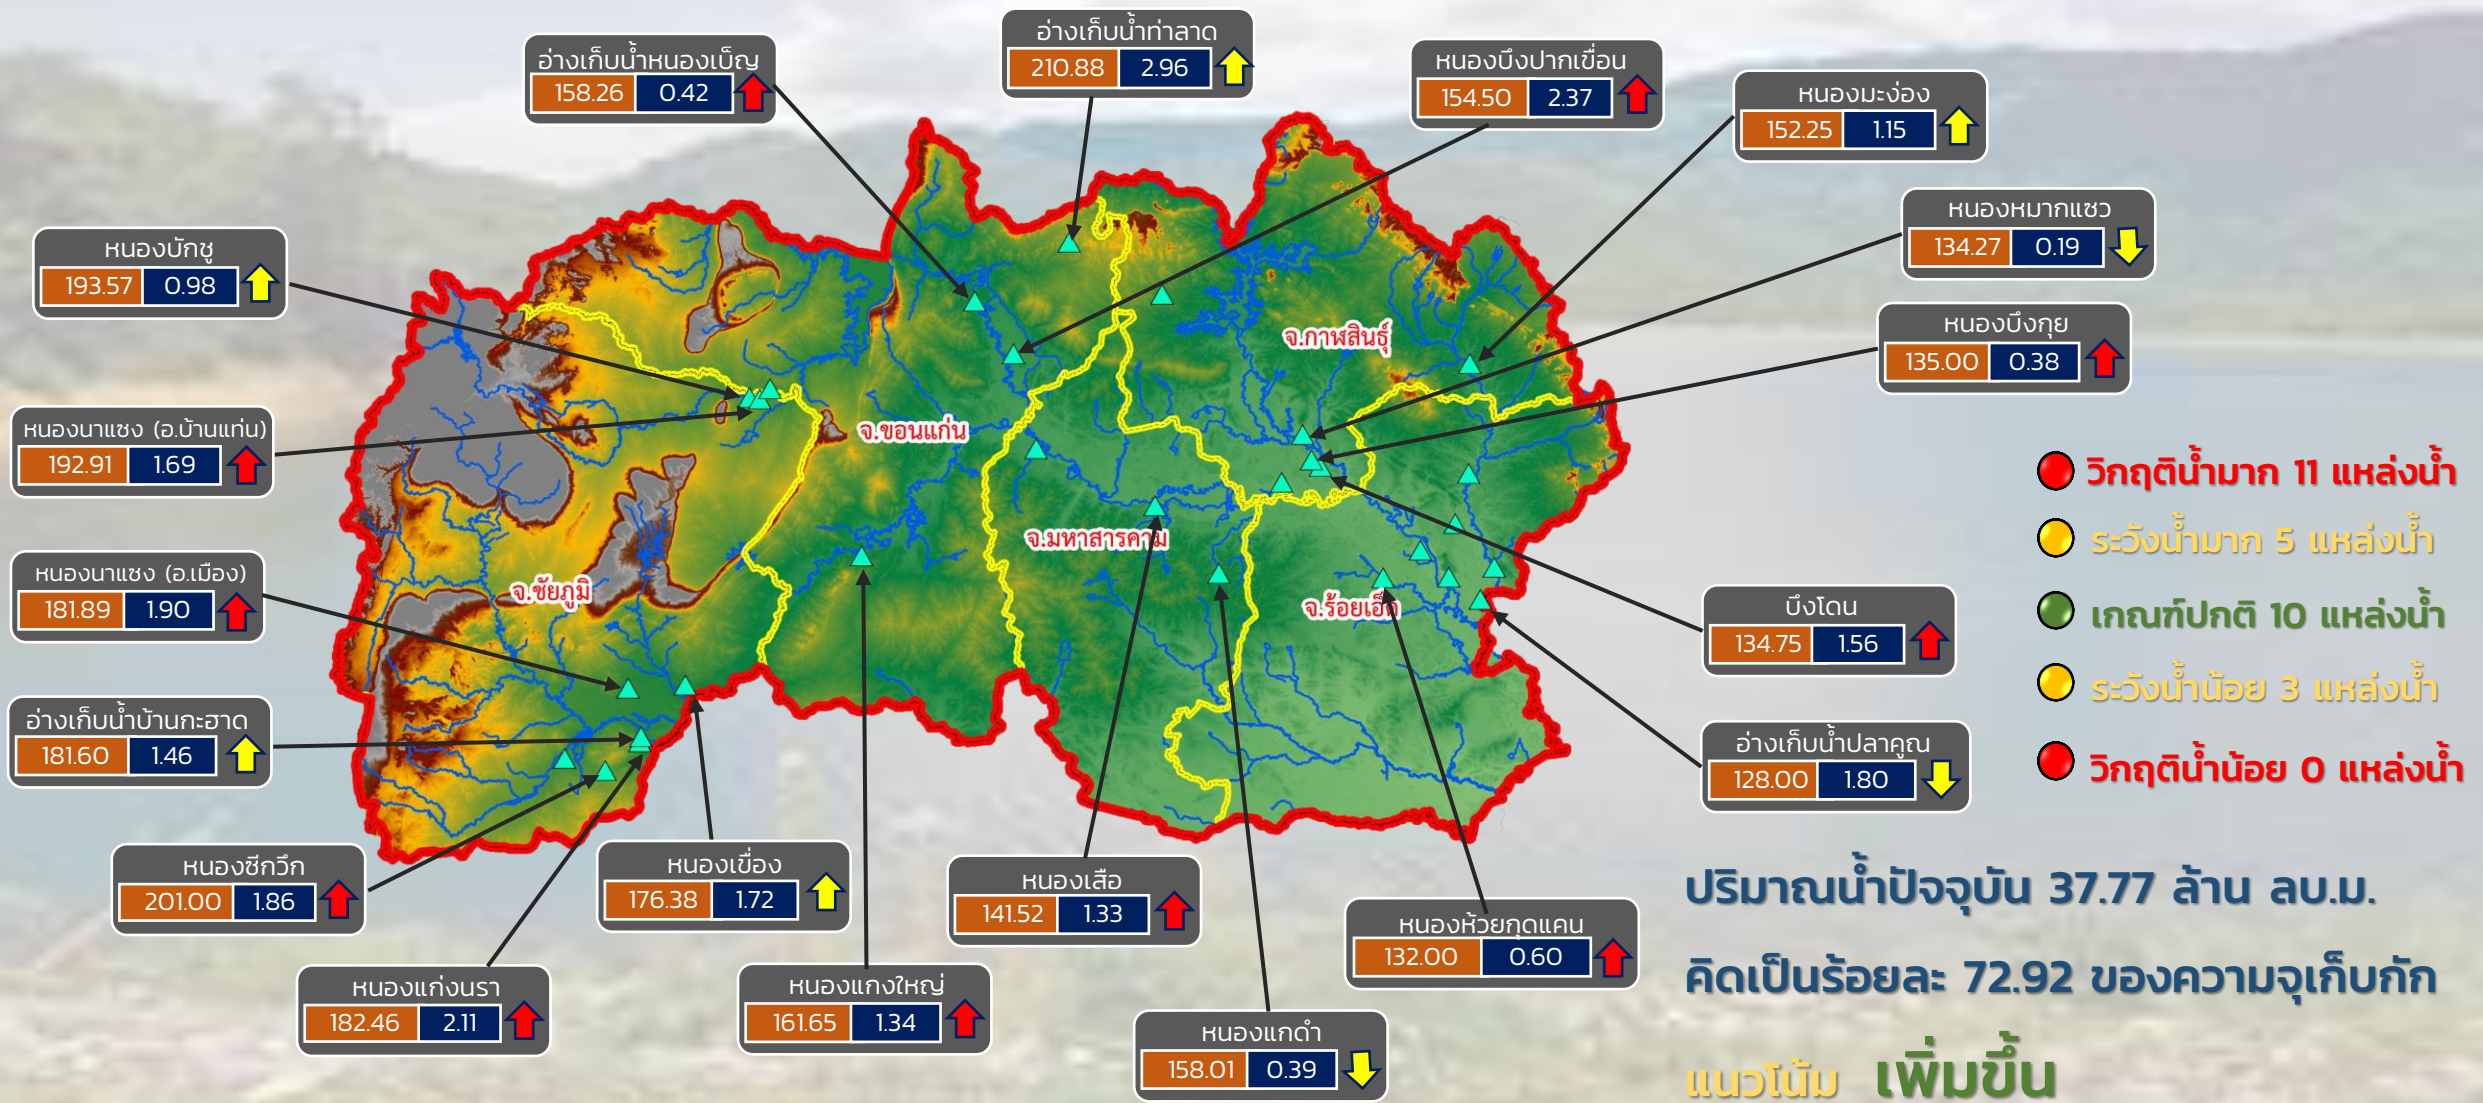 อ่างเก็บน้ำท่าลาด
210.88 2.96
อ่างเก็บน้ำหนองเบ็ญ
158.26 0.42
หนองบึงปากเขื่อน
154.50 2.37
หนองมะง่อง
152.25 1.15
หนองหมากแซว
134.27 0.19
หนองบักชู
193.57 0.98
หนองบึงกุย
135.00 0.38
จ.กาฬสินธุ์
หนองนาแซง (อ.บ้านแท่น)
192.91 1.69
จ.ขอนแก่น
วิกฤติน้ำมาก 11 แหล่งน้ำ
ระวังน้ำมาก 5 แหล่งน้ำ
จ.มหาสารคาม
หนองนาแซง (อ.เมือง)
181.89 1.90
จ.ชัยภูมิ
จ.ร้อยเอ็ด
เกณฑ์ปกติ 10 แหล่งน้ำ
บึงโดน
134.75 1.56
ระวังน้ำน้อย 3 แหล่งน้ำ
อ่างเก็บน้ำบ้านกะฮาด
181.60 1.46
อ่างเก็บน้ำปลาคูณ
128.00 1.80
วิกฤติน้ำน้อย 0 แหล่งน้ำ
หนองซีกวึก
201.00 1.86
หนองเขื่อง
176.38 1.72
หนองเสือ
141.52 1.33
หนองห้วยกุดแคน
132.00 0.60
ปริมาณน้ำปัจจุบัน 37.77 ล้าน ลบ.ม.
คิดเป็นร้อยละ 72.92 ของความจุเก็บกัก
หนองแก่งนรา
182.46 2.11
หนองแกงใหญ่
161.65 1.34
หนองแกดำ
158.01 0.39
แนวโน้ม เพิ่มขึ้น